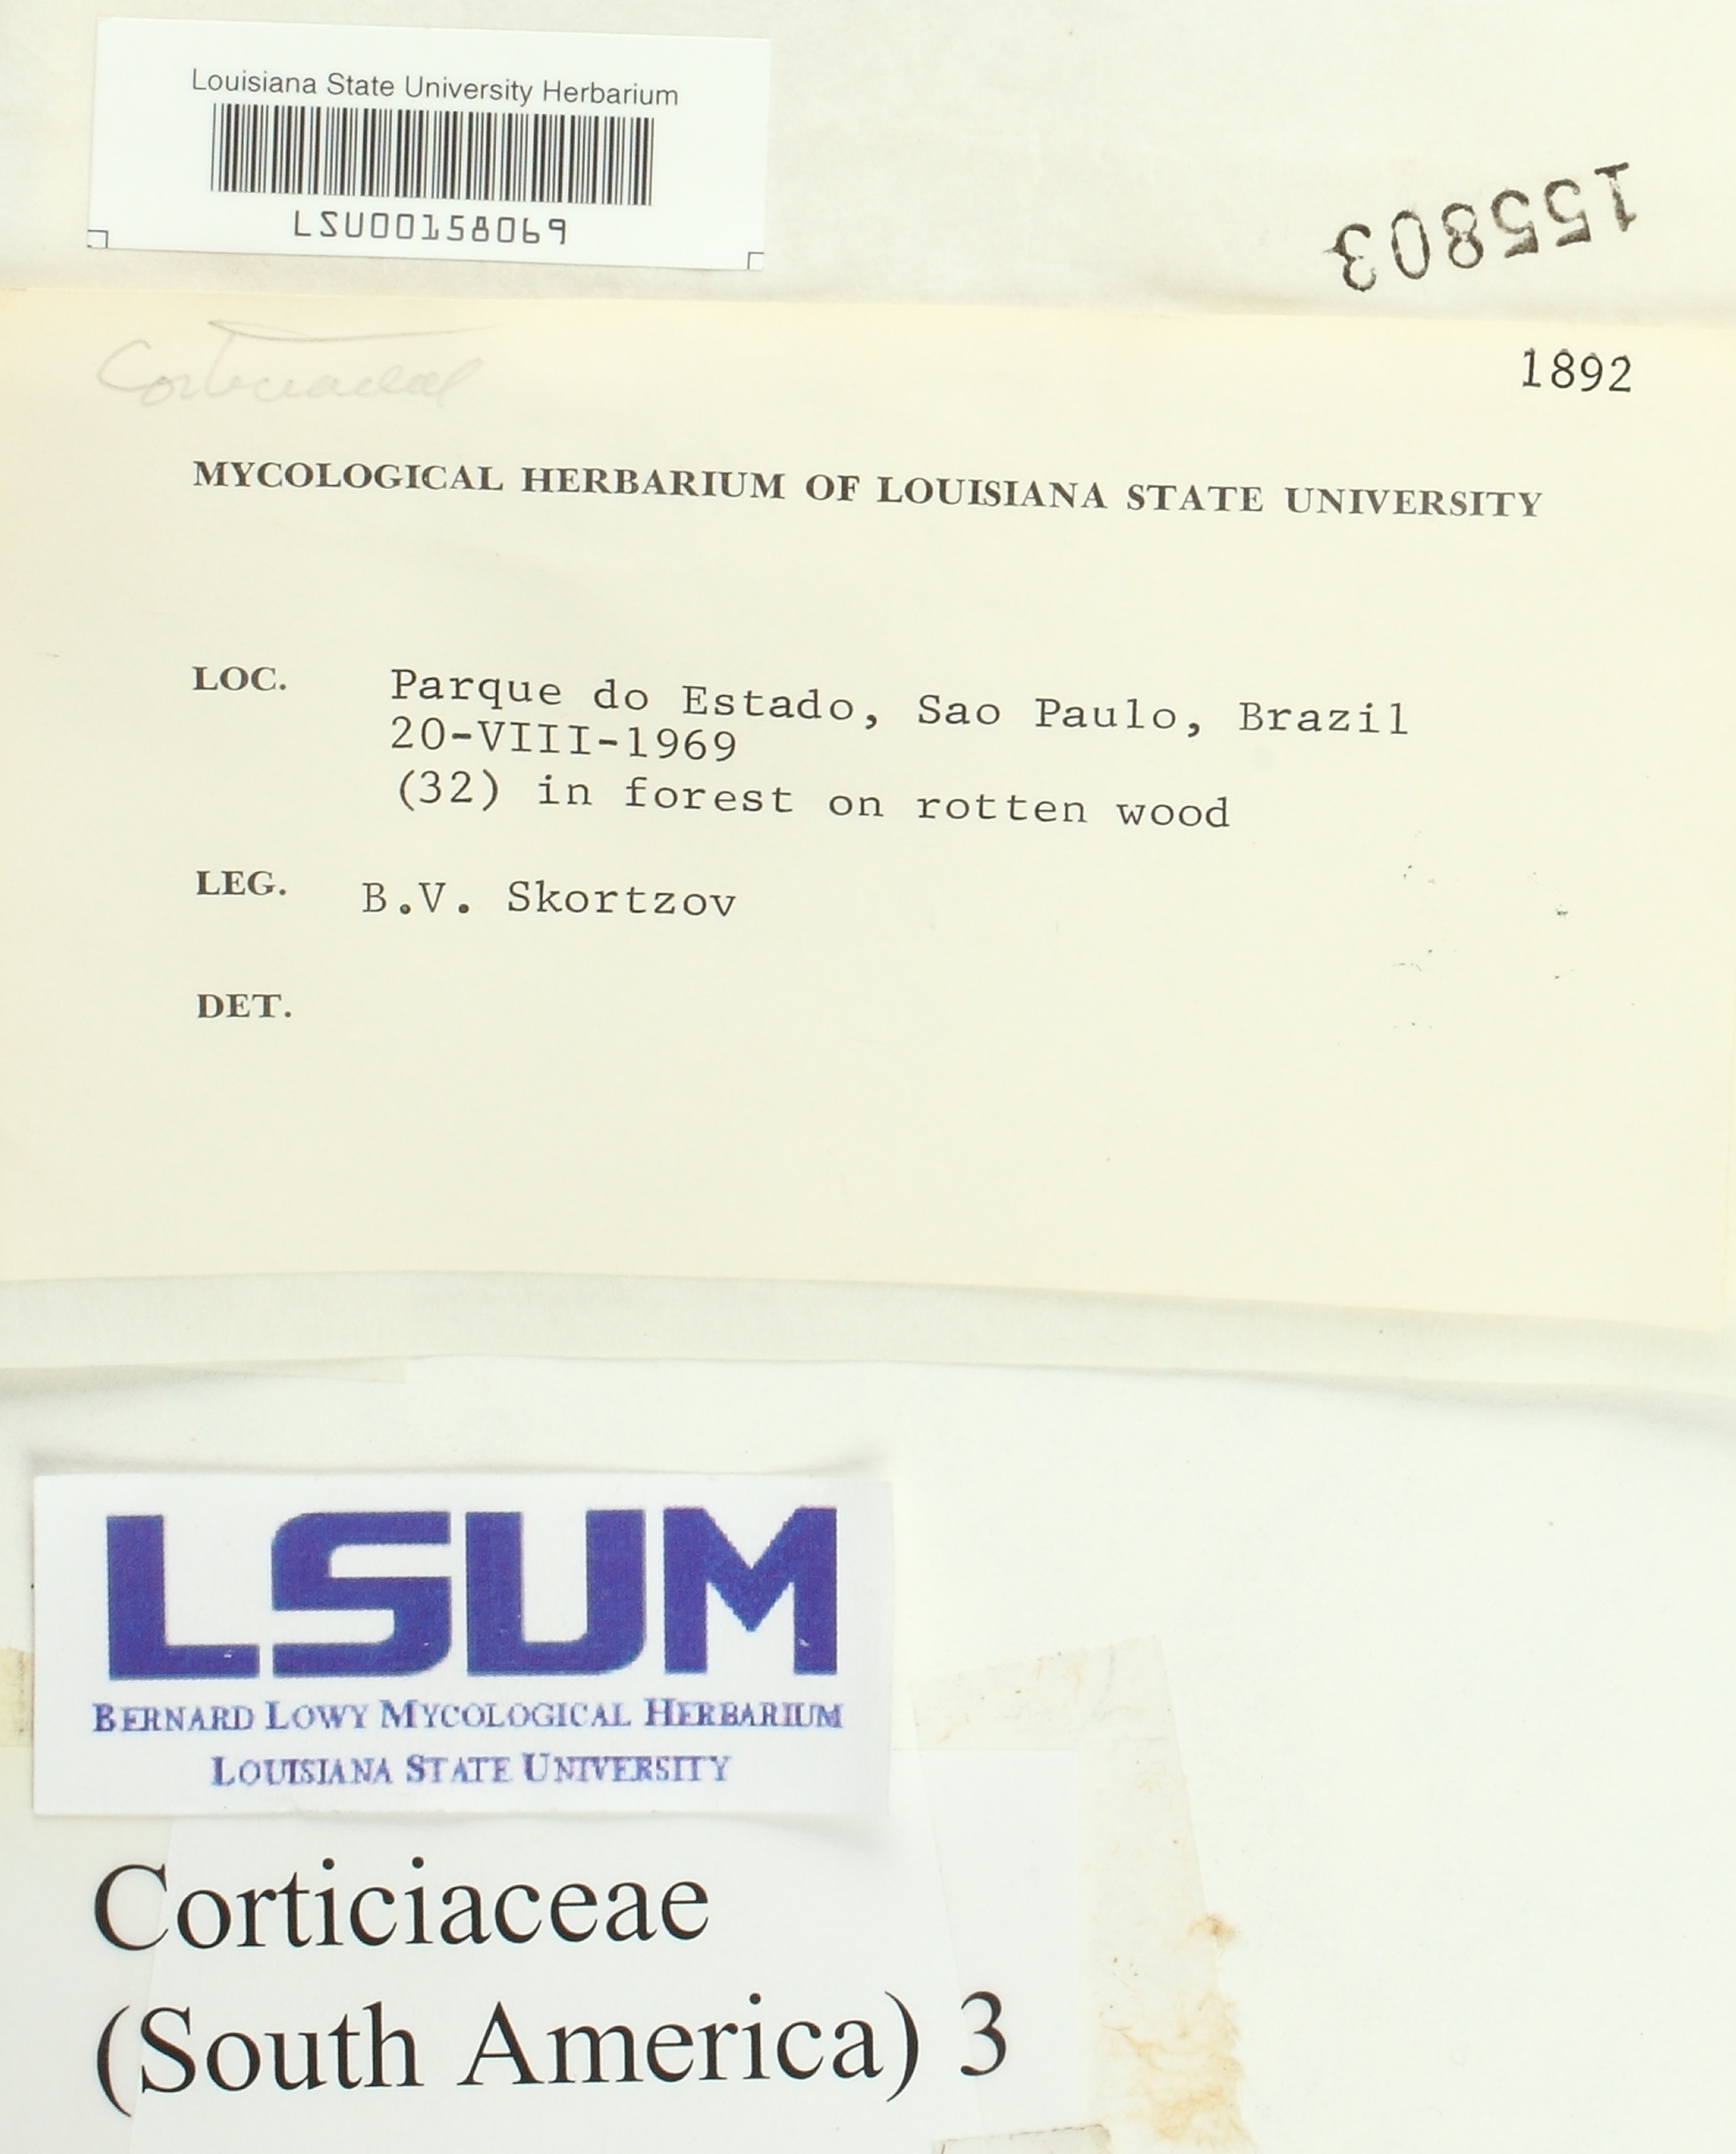 Louisiana State University Herbarium
LSU00158069
155803
1892
MYCOLOGICAL HERBARIUM OF LOUISIANA STATE UNIVERSITY
LOC. Parque do Estado, Sao Paulo, Brazil
20-VIII-1969
(32) in forest on rotten wood
LEG. B.V. Skortzov
DET.
LSUM
BERNARD LOWY MYCOLOGICAL HERBARIUM
LOUISIANA STATE UNIVERSITY
Corticiaceae
(South America) 3